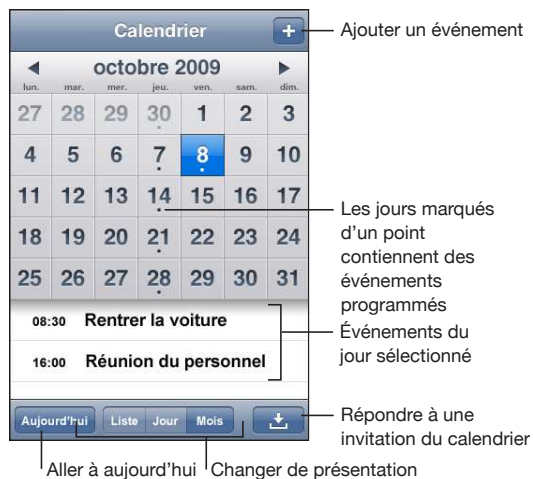 Calendrier
+
Ajouter un événement
octobre 2009
lun. mar. mer. jeu. ven. sam. dim.
27 28 29 30 1 2 3
4 5 6 7 8 9 10
11 12 13 14 15 16 17
18 19 20 21 22 23 24
25 26 27 28 29 30 31
Les jours marqués
d'un point
contiennent des
événements
programmés
08:30 Rentrer la voiture
16:00 Réunion du personnel
Événements du
jour sélectionné
Aujourd'hui Liste Jour Mois
Répondre à une
invitation du calendrier
Aller à aujourd'hui
Changer de présentation